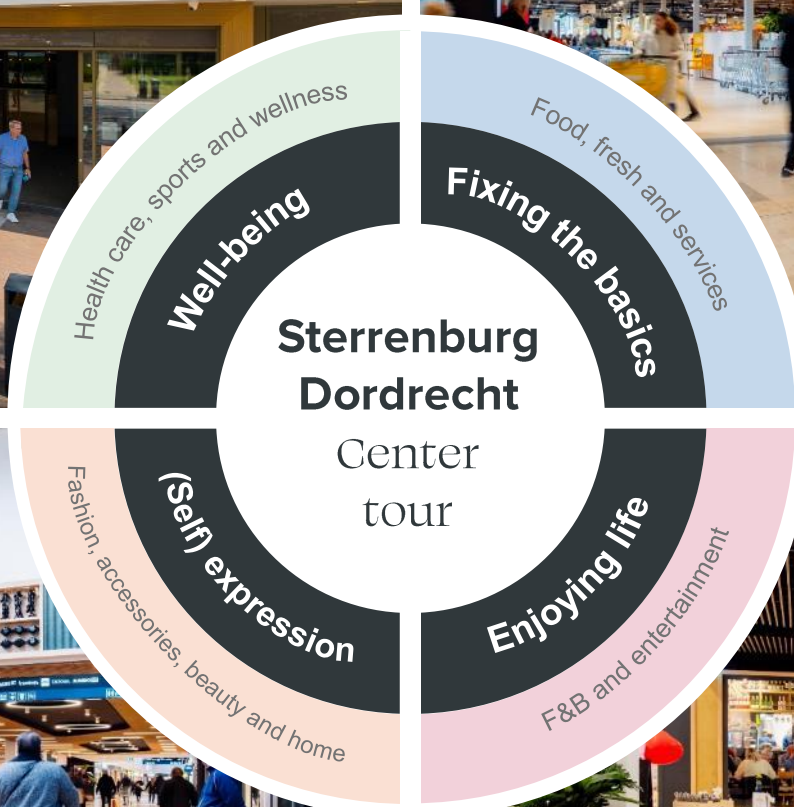 Health care, sports and wellness
Well-being
Food, fresh and services
Fixing the basics
Sterrenburg
Dordrecht
Center
tour
(Self) expression
Fashion, accessories, beauty and home
Enjoying life
F&B and entertainment